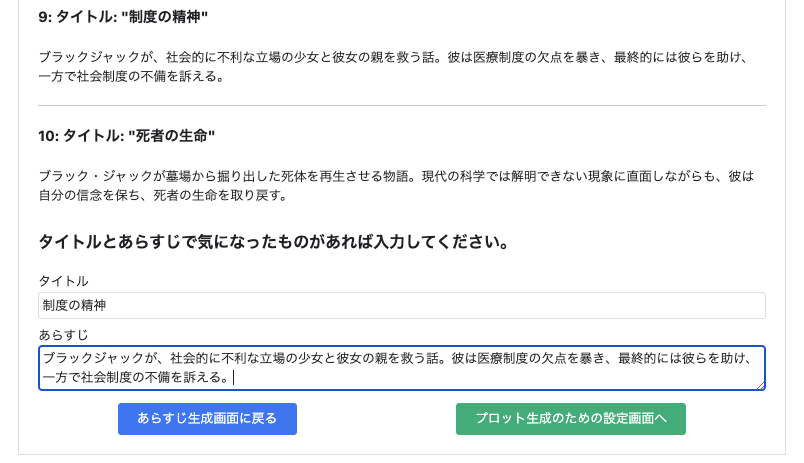 9: タイトル: "制度の精神"
ブラックジャックが、社会的に不利な立場の少女と彼女の親を救う話。彼は医療制度の欠点を暴き、最終的には彼らを助け、
一方で社会制度の不備を訴える。
10: タイトル: "死者の生命"
ブラック・ジャックが墓場から掘り出した死体を再生させる物語。現代の科学では解明できない現象に直面しながらも、彼は
自分の信念を保ち、死者の生命を取り戻す。
タイトルとあらすじで気になったものがあれば入力してください。
タイトル
制度の精神
あらすじ
ブラックジャックが、社会的に不利な立場の少女と彼女の親を救う話。彼は医療制度の欠点を暴き、最終的には彼らを助け、
一方で社会制度の不備を訴える。
あらすじ生成画面に戻る
プロット生成のための設定画面へ